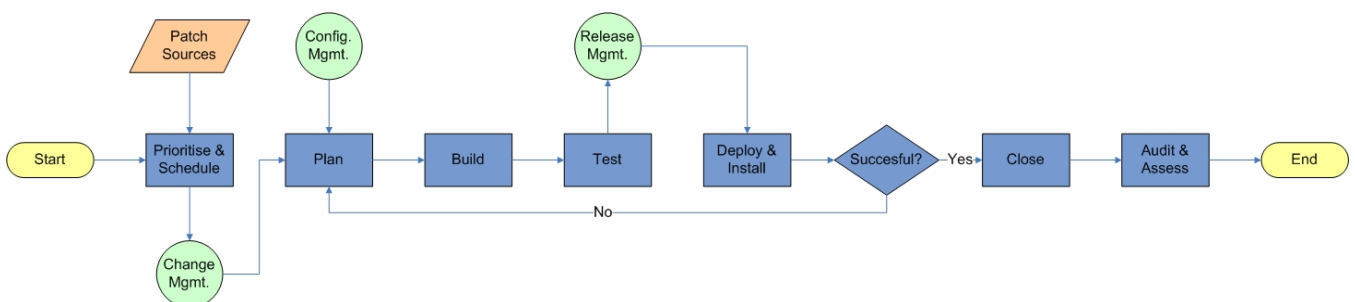 Patch
Sources
Config.
Mgmt.
Release
Mgmt.
Start
Prioritise &
Schedule
Plan
Build
Test
Deploy &
Install
Succesful?
Yes
Close
Audit &
Assess
End
No
Change
Mgmt.